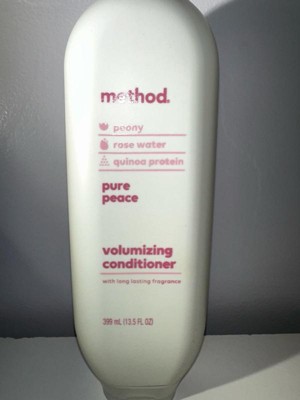 method.
peony
rose water
quinoa protein
pure
peace
volumizing
conditioner
with long lasting fragrance
399 mL (13.5 FL OZ)